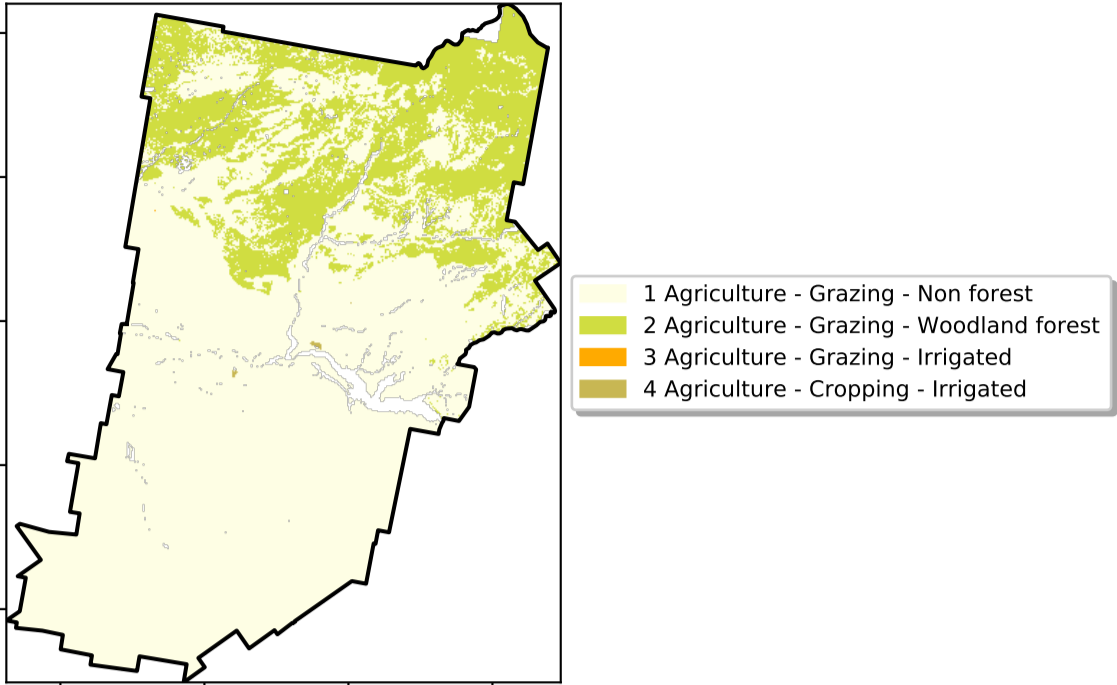 1 Agriculture - Grazing - Non forest
2 Agriculture - Grazing - Woodland forest
3 Agriculture - Grazing - Irrigated
4 Agriculture - Cropping - Irrigated